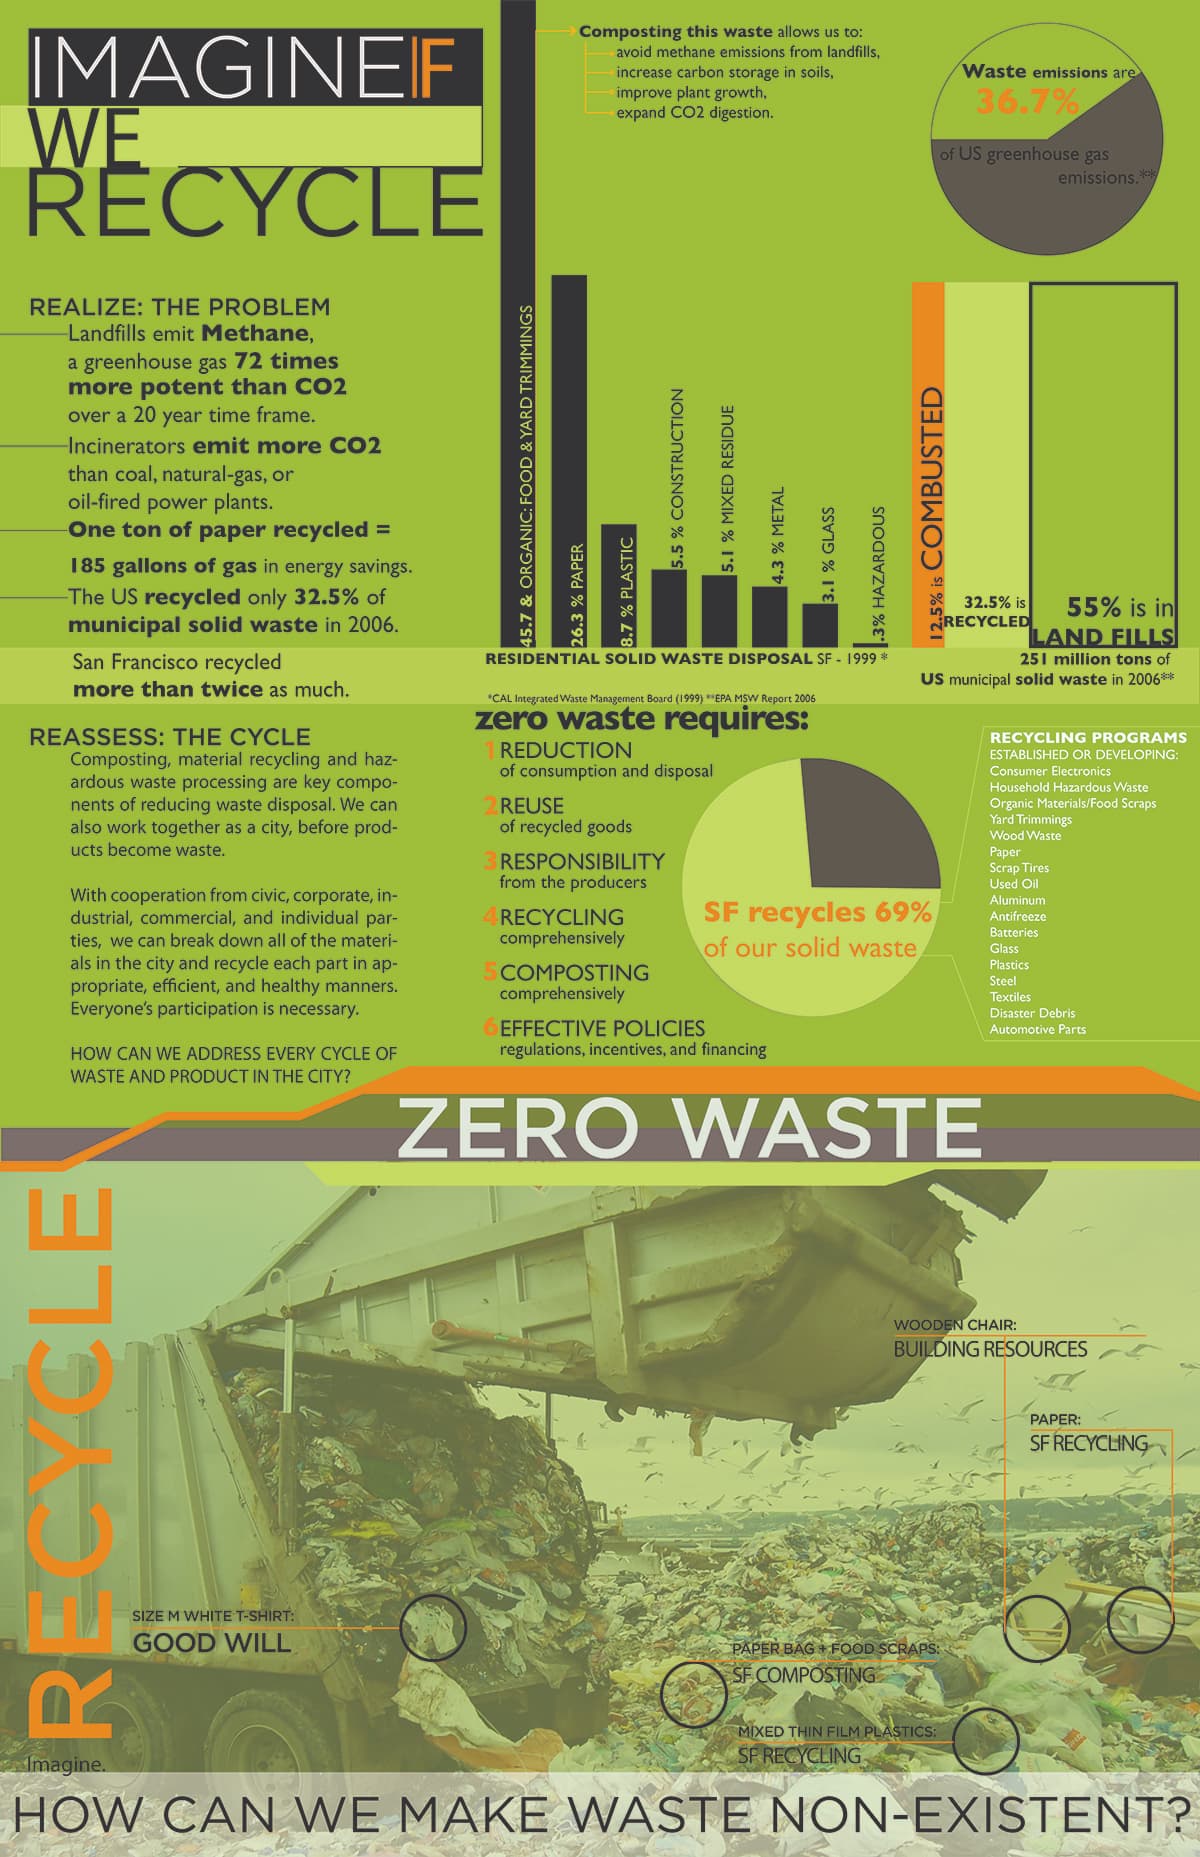 IMAGINE IF
WE
RECYCLE
REALIZE: THE PROBLEM
Landfills emit Methane,
a greenhouse gas 72 times
more potent than CO2
over a 20 year time frame.
Incinerators emit more CO2
than coal, natural-gas, or
oil-fired power plants.
One ton of paper recycled =
185 gallons of gas in energy savings.
The US recycled only 32.5% of
municipal solid waste in 2006.
San Francisco recycled
more than twice as much.
Composting this waste allows us to:
avoid methane emissions from landfills,
increase carbon storage in soils,
improve plant growth,
expand CO2 digestion.
Waste emissions are
36.7%
of US greenhouse gas
emissions.**
45.7 & ORGANIC: FOOD & YARD TRIMMINGS
26.3 % PAPER
8.7 % PLASTIC
5.5 % CONSTRUCTION
5.1 % MIXED RESIDUE
4.3 % METAL
3.1 % GLASS
.3% HAZARDOUS
RESIDENTIAL SOLID WASTE DISPOSAL SF - 1999 *
12.5% is COMBUSTED
32.5% is
RECYCLED
55% is in
LAND FILLS
251 million tons of
US municipal solid waste in 2006**
*CAL Integrated Waste Management Board (1999) **EPA MSW Report 2006
REASSESS: THE CYCLE
Composting, material recycling and haz-
ardous waste processing are key compo-
nents of reducing waste disposal. We can
also work together as a city, before prod-
ucts become waste.
With cooperation from civic, corporate, in-
dustrial, commercial, and individual par-
ties, we can break down all of the materi-
als in the city and recycle each part in ap-
propriate, efficient, and healthy manners.
Everyone's participation is necessary.
HOW CAN WE ADDRESS EVERY CYCLE OF
WASTE AND PRODUCT IN THE CITY?
zero waste requires:
1 REDUCTION
of consumption and disposal
2 REUSE
of recycled goods
3 RESPONSIBILITY
from the producers
4 RECYCLING
comprehensively
5 COMPOSTING
comprehensively
6 EFFECTIVE POLICIES
regulations, incentives, and financing
SF recycles 69%
of our solid waste
RECYCLING PROGRAMS
ESTABLISHED OR DEVELOPING:
Consumer Electronics
Household Hazardous Waste
Organic Materials/Food Scraps
Yard Trimmings
Wood Waste
Paper
Scrap Tires
Used Oil
Aluminum
Antifreeze
Batteries
Glass
Plastics
Steel
Textiles
Disaster Debris
Automotive Parts
ZERO WASTE
RECYCLE
WOODEN CHAIR:
BUILDING RESOURCES
PAPER:
SF RECYCLING
SIZE M WHITE T-SHIRT:
GOOD WILL
PAPER BAG + FOOD SCRAPS:
SF COMPOSTING
MIXED THIN FILM PLASTICS:
SF RECYCLING
Imagine.
HOW CAN WE MAKE WASTE NON-EXISTENT?